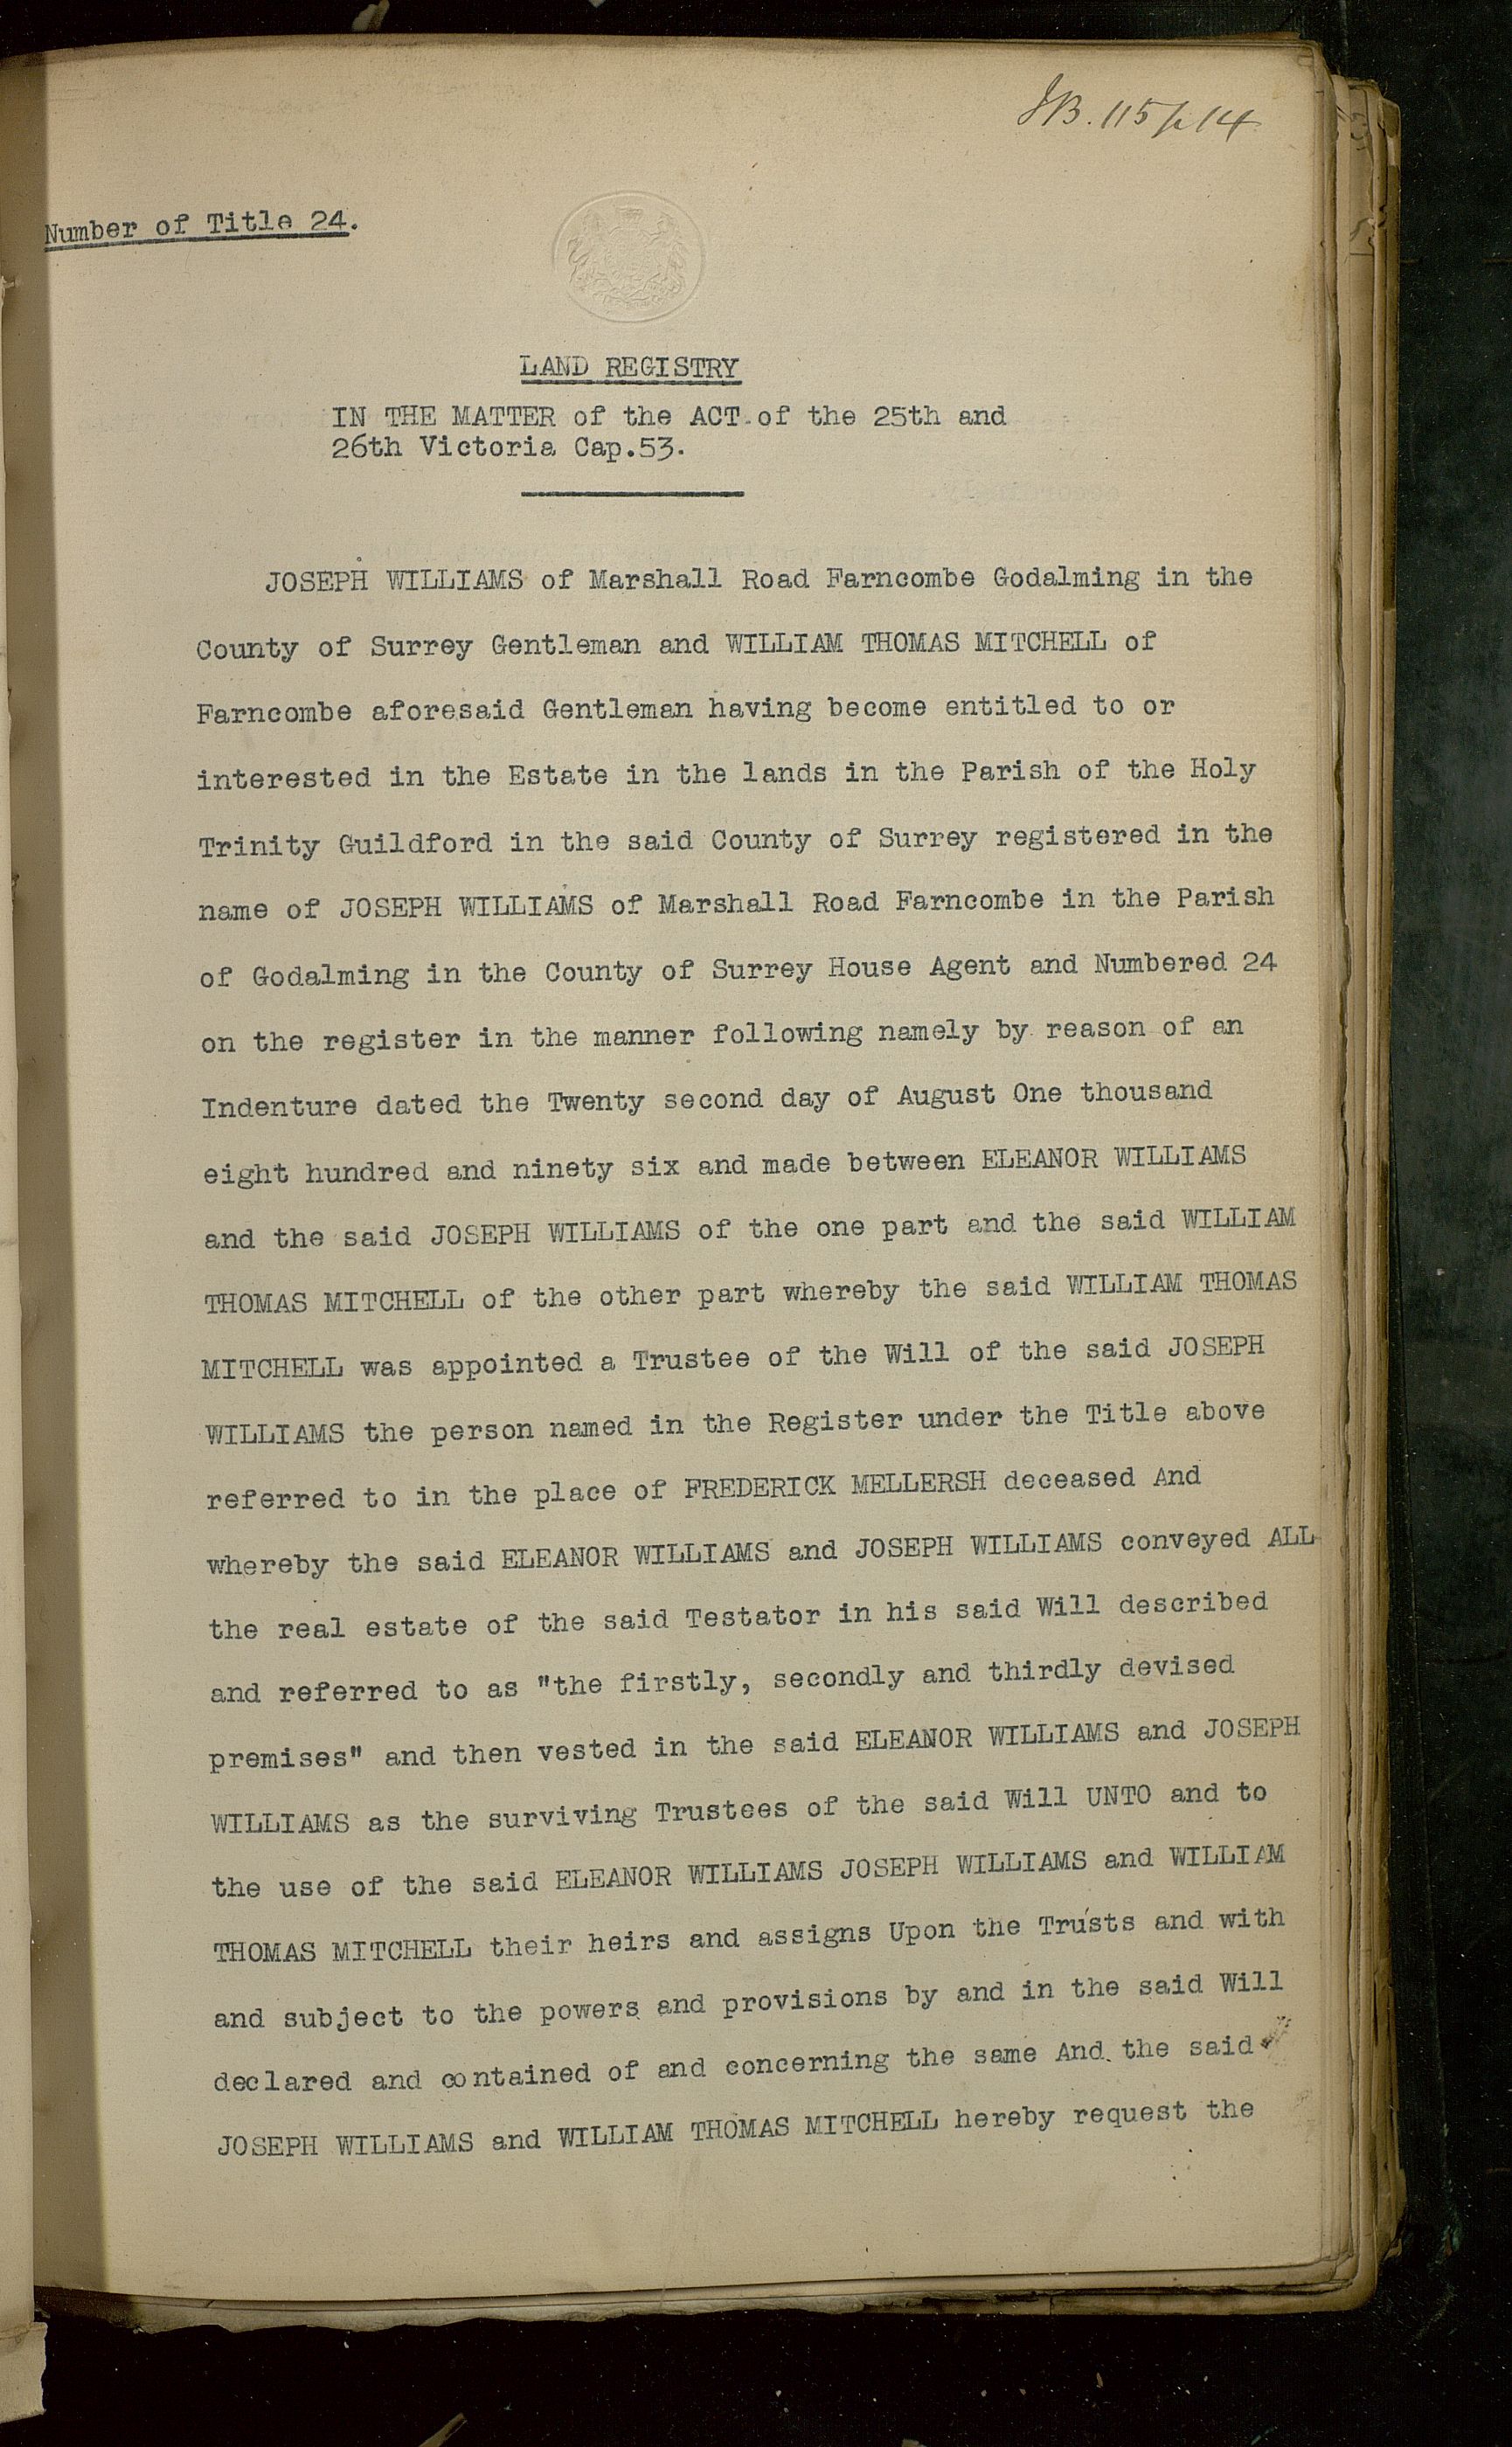 JB. 115 p 14
Number of Title 24.
LAND REGISTRY
IN THE MATTER of the ACT of the 25th and
26th Victoria Cap.53.
JOSEPH WILLIAMS of Marshall Road Farncombe Godalming in the
County of Surrey Gentleman and WILLIAM THOMAS MITCHELL of
Farncombe aforesaid Gentleman having become entitled to or
interested in the Estate in the lands in the Parish of the Holy
Trinity Guildford in the said County of Surrey registered in the
name of JOSEPH WILLIAMS of Marshall Road Farncombe in the Parish
of Godalming in the County of Surrey House Agent and Numbered 24
on the register in the manner following namely by reason of an
Indenture dated the Twenty second day of August One thousand
eight hundred and ninety six and made between ELEANOR WILLIAMS
and the said JOSEPH WILLIAMS of the one part and the said WILLIAM
THOMAS MITCHELL of the other part whereby the said WILLIAM THOMAS
MITCHELL was appointed a Trustee of the Will of the said JOSEPH
WILLIAMS the person named in the Register under the Title above
referred to in the place of FREDERICK MELLERSH deceased And
whereby the said ELEANOR WILLIAMS and JOSEPH WILLIAMS conveyed ALL
the real estate of the said Testator in his said Will described
and referred to as "the firstly, secondly and thirdly devised
premises" and then vested in the said ELEANOR WILLIAMS and JOSEPH
WILLIAMS as the surviving Trustees of the said Will UNTO and to
the use of the said ELEANOR WILLIAMS JOSEPH WILLIAMS and WILLIAM
THOMAS MITCHELL their heirs and assigns Upon the Trusts and with
and subject to the powers and provisions by and in the said Will
declared and contained of and concerning the same And the said
JOSEPH WILLIAMS and WILLIAM THOMAS MITCHELL hereby request the